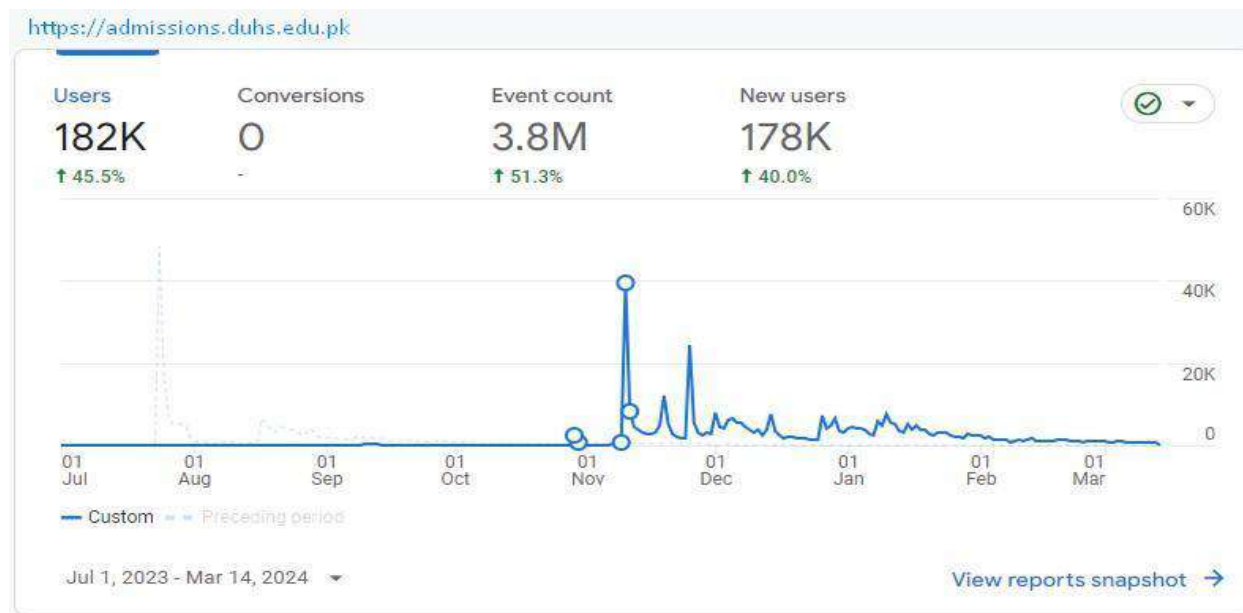 https://admissions.duhs.edu.pk
Users Conversions Event count New users
182K 0 3.8M 178K
↑ 45.5% - ↑ 51.3% ↑ 40.0%
60K
40K
20K
0
01 01 01 01 01 01 01 01 01
Jul Aug Sep Oct Nov Dec Jan Feb Mar
Custom Preceding period
Jul 1, 2023 - Mar 14, 2024
View reports snapshot →